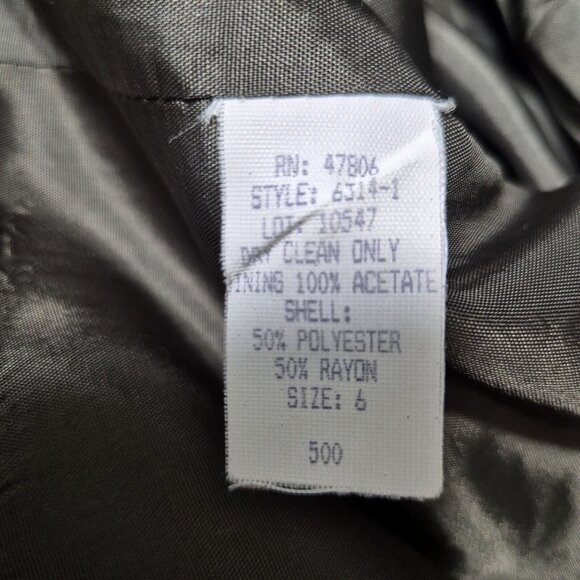 RN: 47806
STYLE: 6314-1
LOT: 10547
DRY CLEAN ONLY
INING 100% ACETATE
SHELL:
50% POLYESTER
50% RAYON
SIZE: 6
500